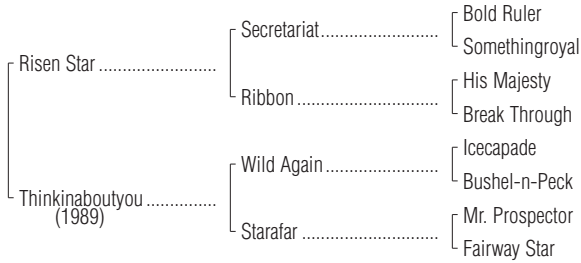 Bold Ruler
Secretariat
Somethingroyal
Risen Star
His Majesty
Ribbon
Break Through
Icecapade
Wild Again
Bushel-n-Peck
Thinkinaboutyou
(1989)
Mr. Prospector
Starafar
Fairway Star